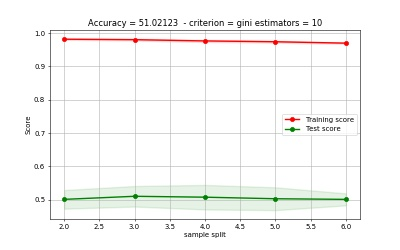 Accuracy = 51.02123 - criterion = gini estimators = 10
1.0
0.9
0.8
0.7
0.6
0.5
Score
Training score
Test score
2.0 2.5 3.0 3.5 4.0 4.5 5.0 5.5 6.0
sample split